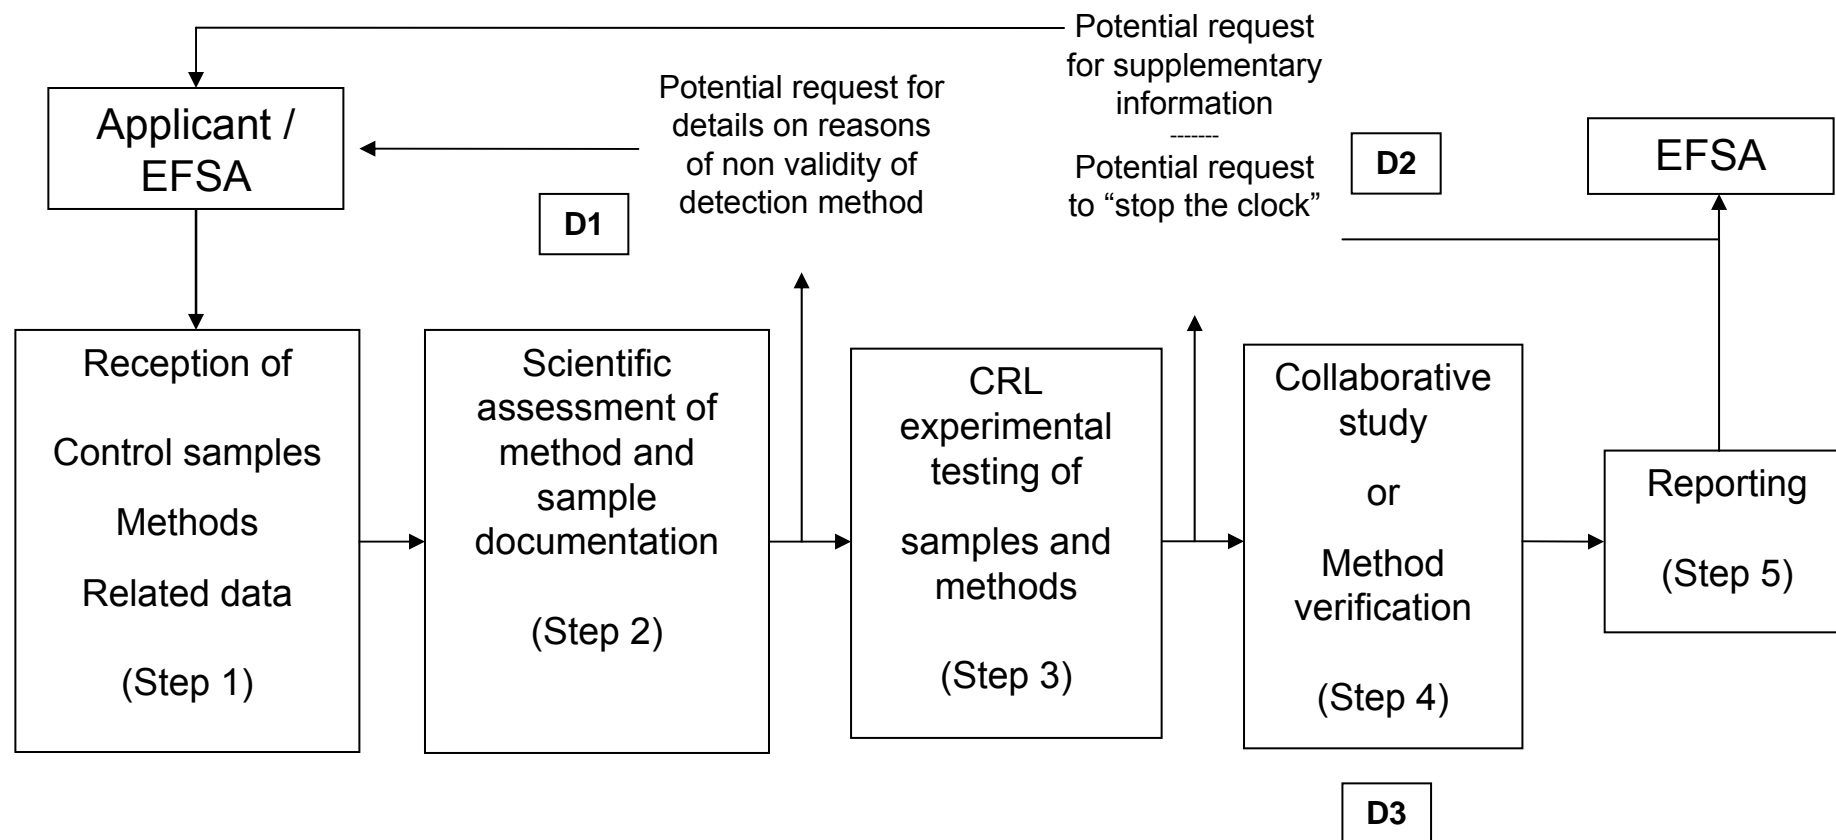 Potential request
for supplementary
information
-------
Potential request
to “stop the clock”
Potential request for
details on reasons
of non validity of
detection method
Applicant /
EFSA
D1
D2
EFSA
Reception of
Control samples
Methods
Related data
(Step 1)
Scientific
assessment of
method and
sample
documentation
(Step 2)
CRL
experimental
testing of
samples and
methods
(Step 3)
Collaborative
study
or
Method
verification
(Step 4)
Reporting
(Step 5)
D3